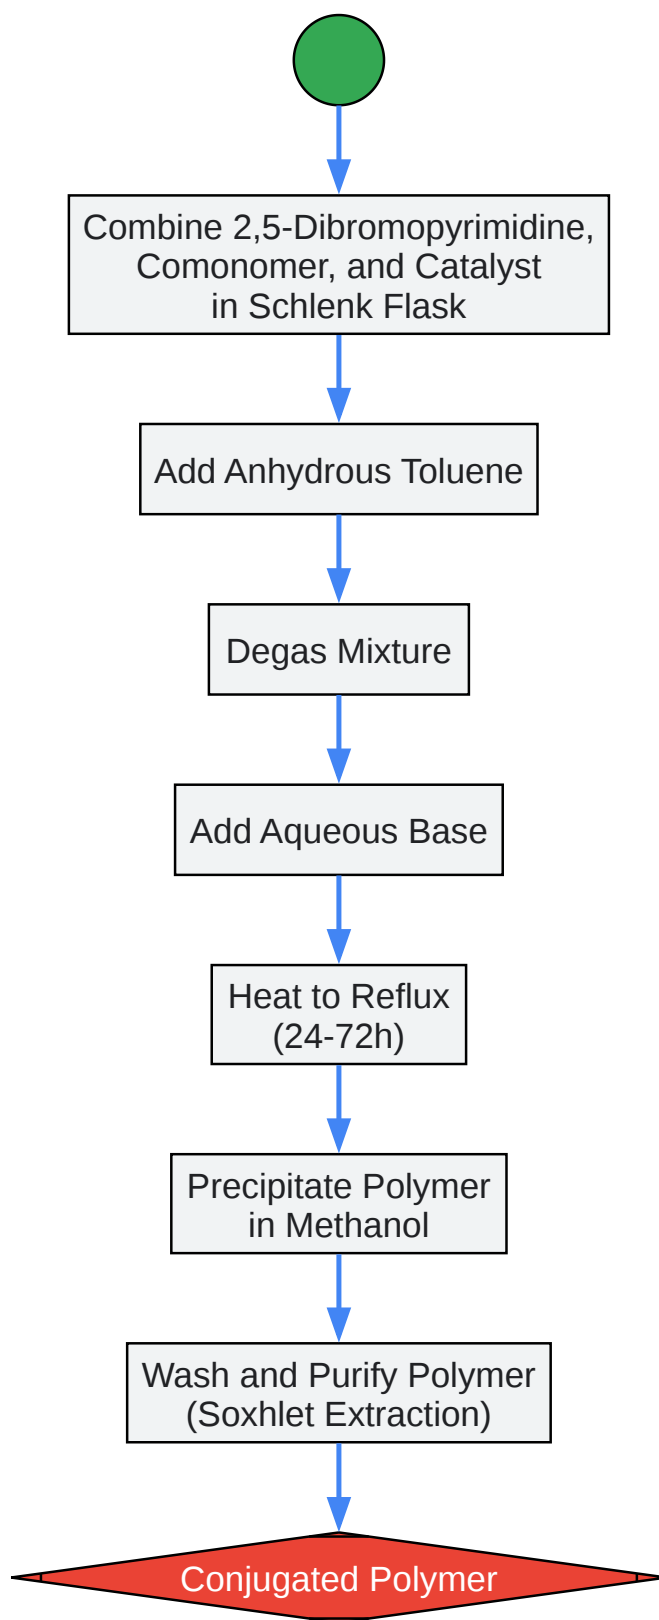 Combine 2,5-Dibromopyrimidine,
Comonomer, and Catalyst
in Schlenk Flask
Add Anhydrous Toluene
Degas Mixture
Add Aqueous Base
Heat to Reflux
(24-72h)
Precipitate Polymer
in Methanol
Wash and Purify Polymer
(Soxhlet Extraction)
Conjugated Polymer